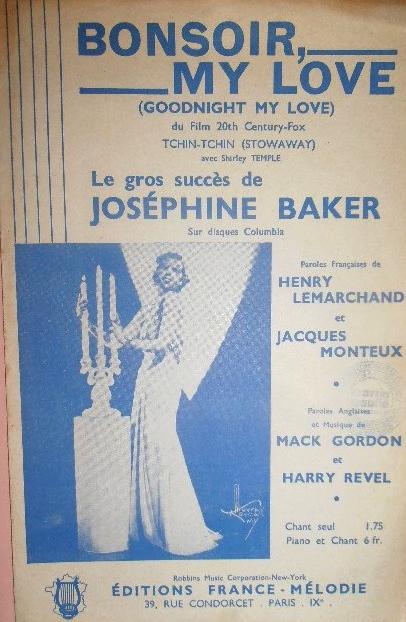 BONSOIR,
MY LOVE
(GOODNIGHT MY LOVE)
du Film 20th Century-Fox
TCHIN-TCHIN (STOWAWAY)
avec Shirley TEMPLE
Le gros succès de
JOSÉPHINE BAKER
Sur disques Columbia
Paroles Françaises de
HENRY
LEMARCHAND
et
JACQUES
MONTEUX
Paroles Anglaises
et Musique de
MACK GORDON
et
HARRY REVEL
Chant seul 1.75
Piano et Chant 6 fr.
Robbins Music Corporation-New-York
ÉDITIONS FRANCE - MÉLODIE
39, RUE CONDORCET . PARIS . IXe.